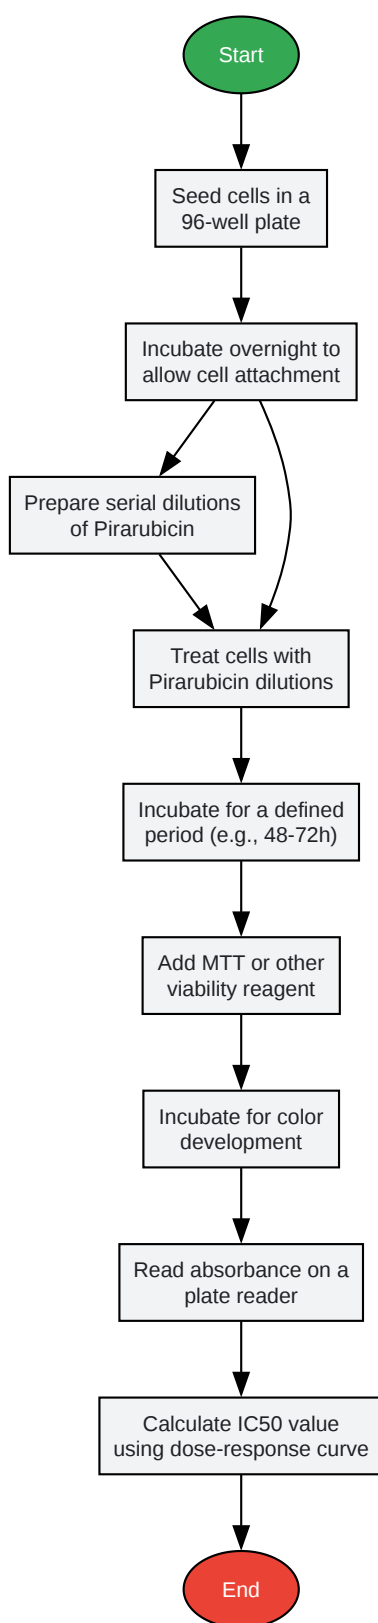 Start
Seed cells in a
96-well plate
Incubate overnight to
allow cell attachment
Prepare serial dilutions
of Pirarubicin
Treat cells with
Pirarubicin dilutions
Incubate for a defined
period (e.g., 48-72h)
Add MTT or other
viability reagent
Incubate for color
development
Read absorbance on a
plate reader
Calculate IC50 value
using dose-response curve
End